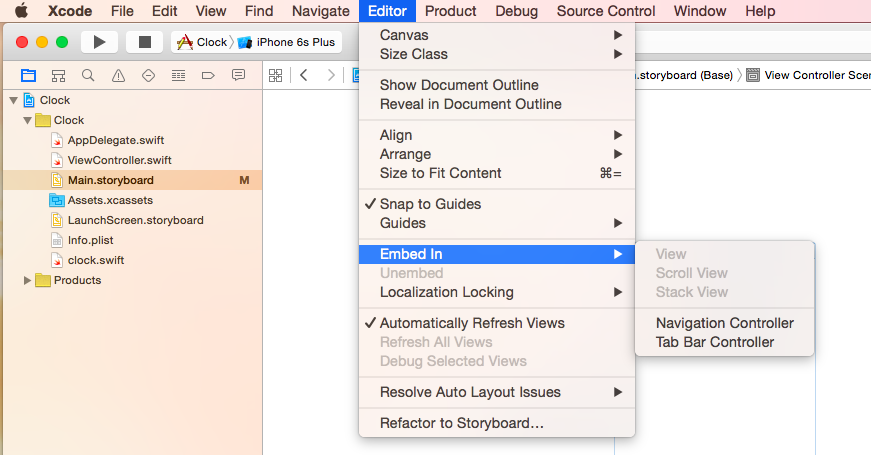 Xcode File Edit View Find Navigate Editor Product Debug Source Control Window Help
Clock iPhone 6s Plus
.storyboard (Base) View Controller Scen
Clock
Clock
AppDelegate.swift
ViewController.swift
Main.storyboard M
Assets.xcassets
LaunchScreen.storyboard
Info.plist
clock.swift
Products
Canvas
Size Class
Show Document Outline
Reveal in Document Outline
Align
Arrange
Size to Fit Content ⌘=
✓ Snap to Guides
Guides
Embed In
Unembed
Localization Locking
✓ Automatically Refresh Views
Refresh All Views
Debug Selected Views
Resolve Auto Layout Issues
Refactor to Storyboard...
View
Scroll View
Stack View
Navigation Controller
Tab Bar Controller